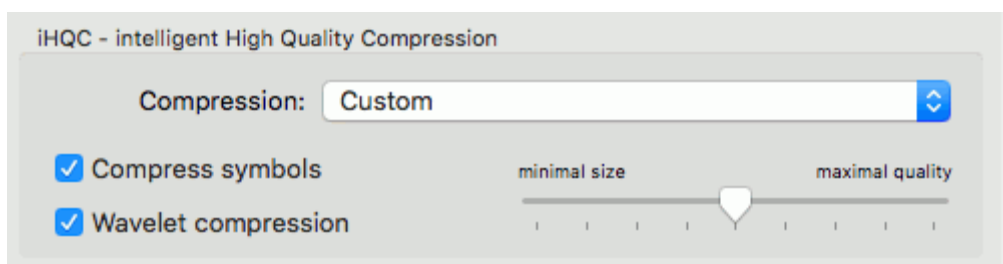 iHQC - intelligent High Quality Compression
Compression: Custom
Compress symbols
minimal size maximal quality
Wavelet compression